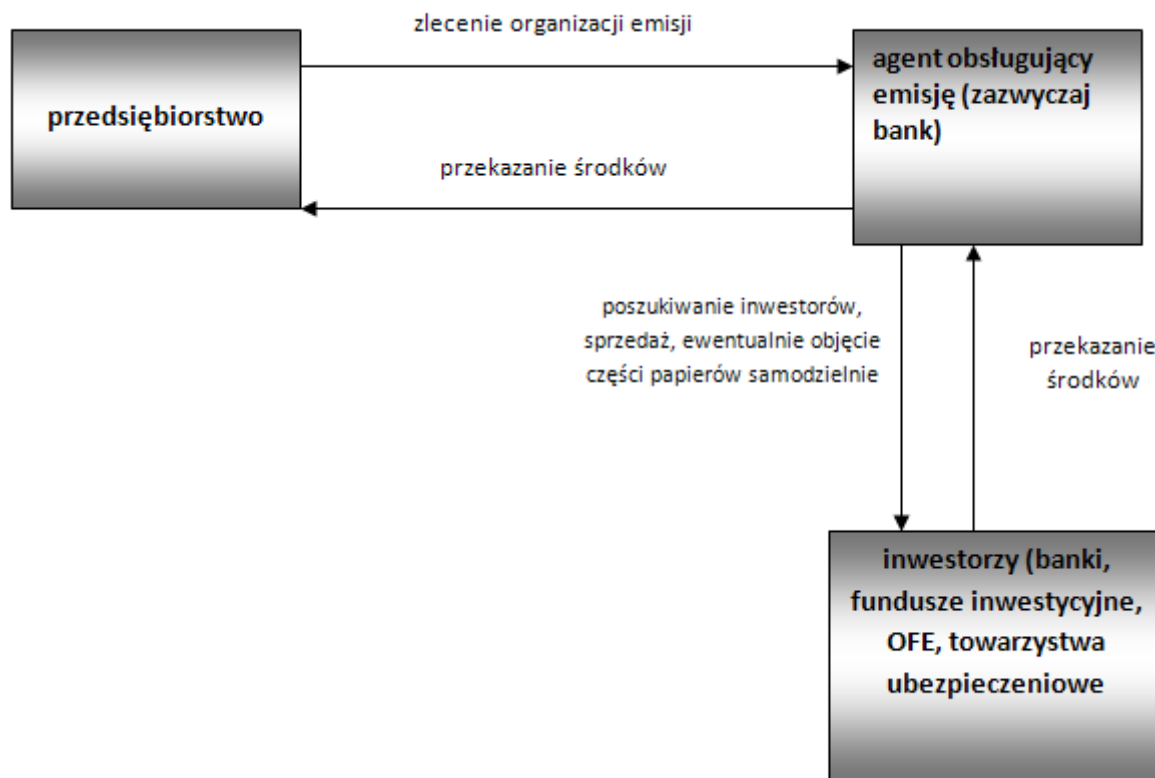 zlecenie organizacji emisji
przedsiębiorstwo
agent obsługujący
emisję (zazwyczaj
bank)
przekazanie środków
poszukiwanie inwestorów,
sprzedaż, ewentualnie objęcie
części papierów samodzielnie
przekazanie
środków
inwestorzy (banki,
fundusze inwestycyjne,
OFE, towarzystwa
ubezpieczeniowe